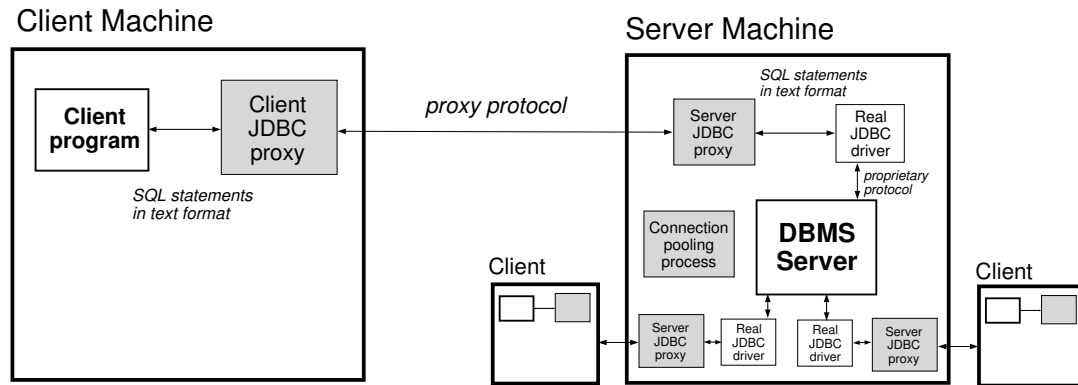 Client Machine
Server Machine
Client
program
Client
JDBC
proxy
SQL statements
in text format
proxy protocol
SQL statements
in text format
Server
JDBC
proxy
Real
JDBC
driver
proprietary
protocol
Connection
pooling
process
DBMS
Server
Client
Server
JDBC
proxy
Real
JDBC
driver
Real
JDBC
driver
Server
JDBC
proxy
Client